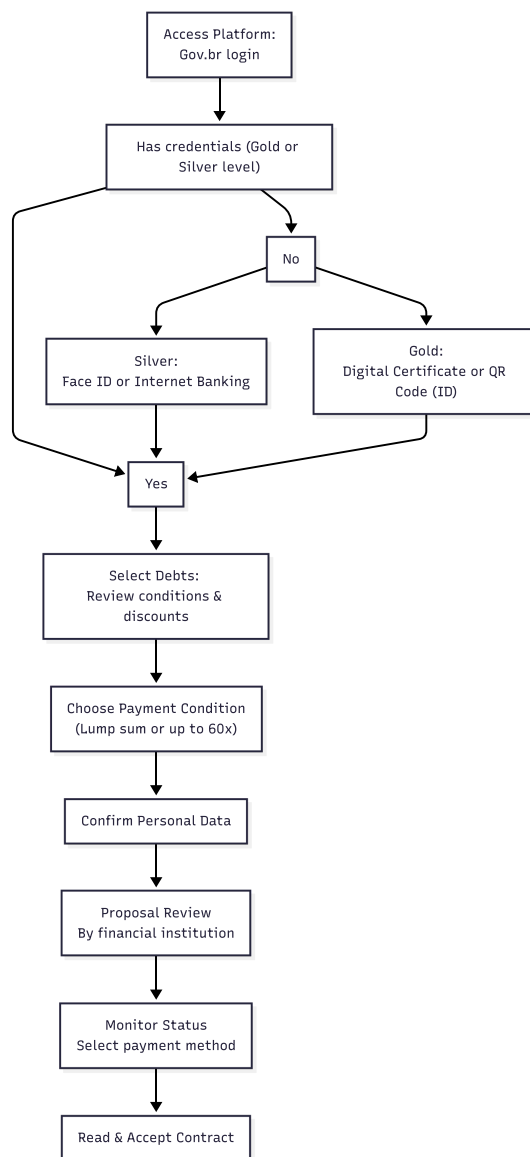 Access Platform:
Gov.br login
Has credentials (Gold or
Silver level)
No
Silver:
Face ID or Internet Banking
Gold:
Digital Certificate or QR
Code (ID)
Yes
Select Debts:
Review conditions &
discounts
Choose Payment Condition
(Lump sum or up to 60x)
Confirm Personal Data
Proposal Review
By financial institution
Monitor Status
Select payment method
Read & Accept Contract